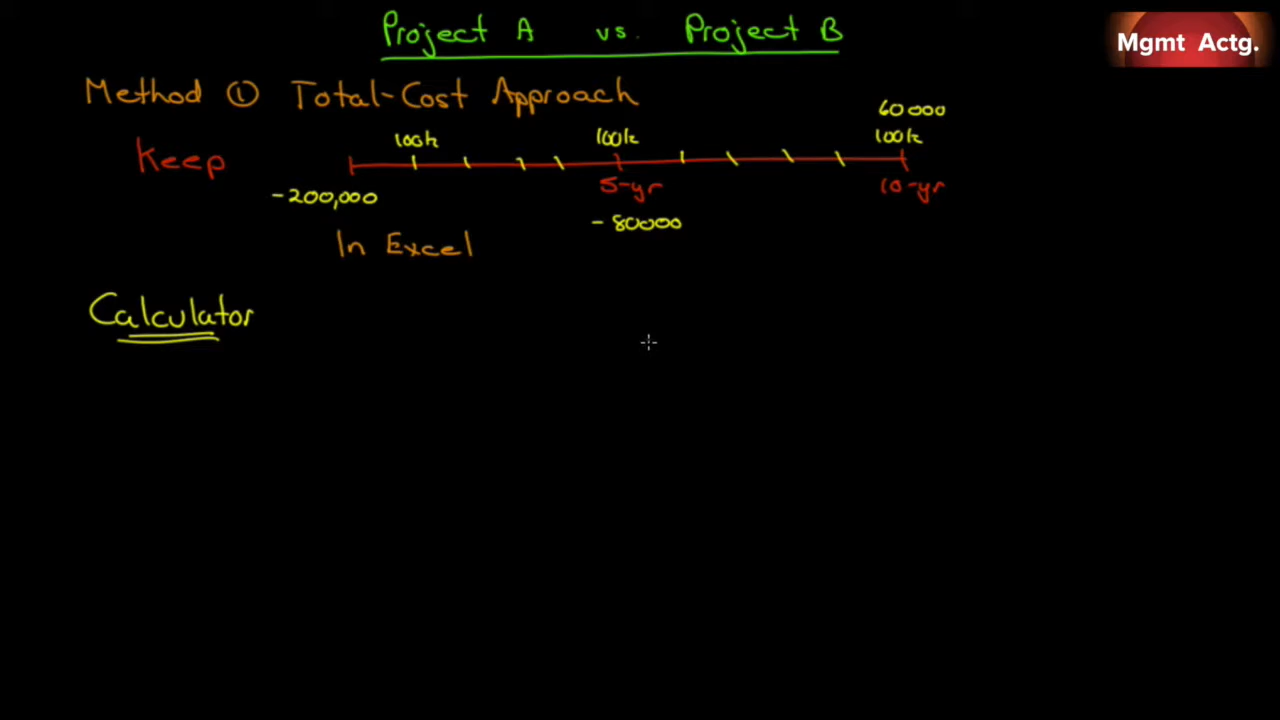 Project A vs. Project B
Mgmt Actg.
Method ① Total-Cost Approach
60000
100k 100k 100k
Keep
5-yr 10-yr
-200,000
-80000
In Excel
Calculator